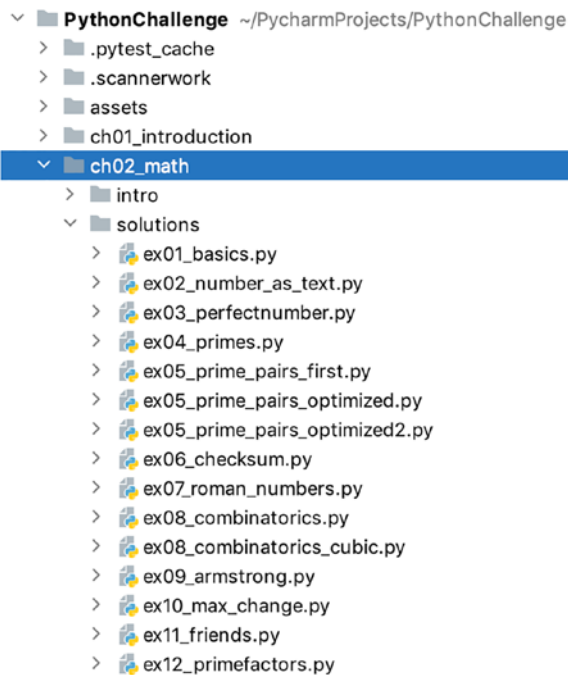 PythonChallenge ~/PycharmProjects/PythonChallenge
.pytest_cache
.scannerwork
assets
ch01_introduction
ch02_math
intro
solutions
ex01_basics.py
ex02_number_as_text.py
ex03_perfectnumber.py
ex04_primes.py
ex05_prime_pairs_first.py
ex05_prime_pairs_optimized.py
ex05_prime_pairs_optimized2.py
ex06_checksum.py
ex07_roman_numbers.py
ex08_combinatorics.py
ex08_combinatorics_cubic.py
ex09_armstrong.py
ex10_max_change.py
ex11_friends.py
ex12_primefactors.py